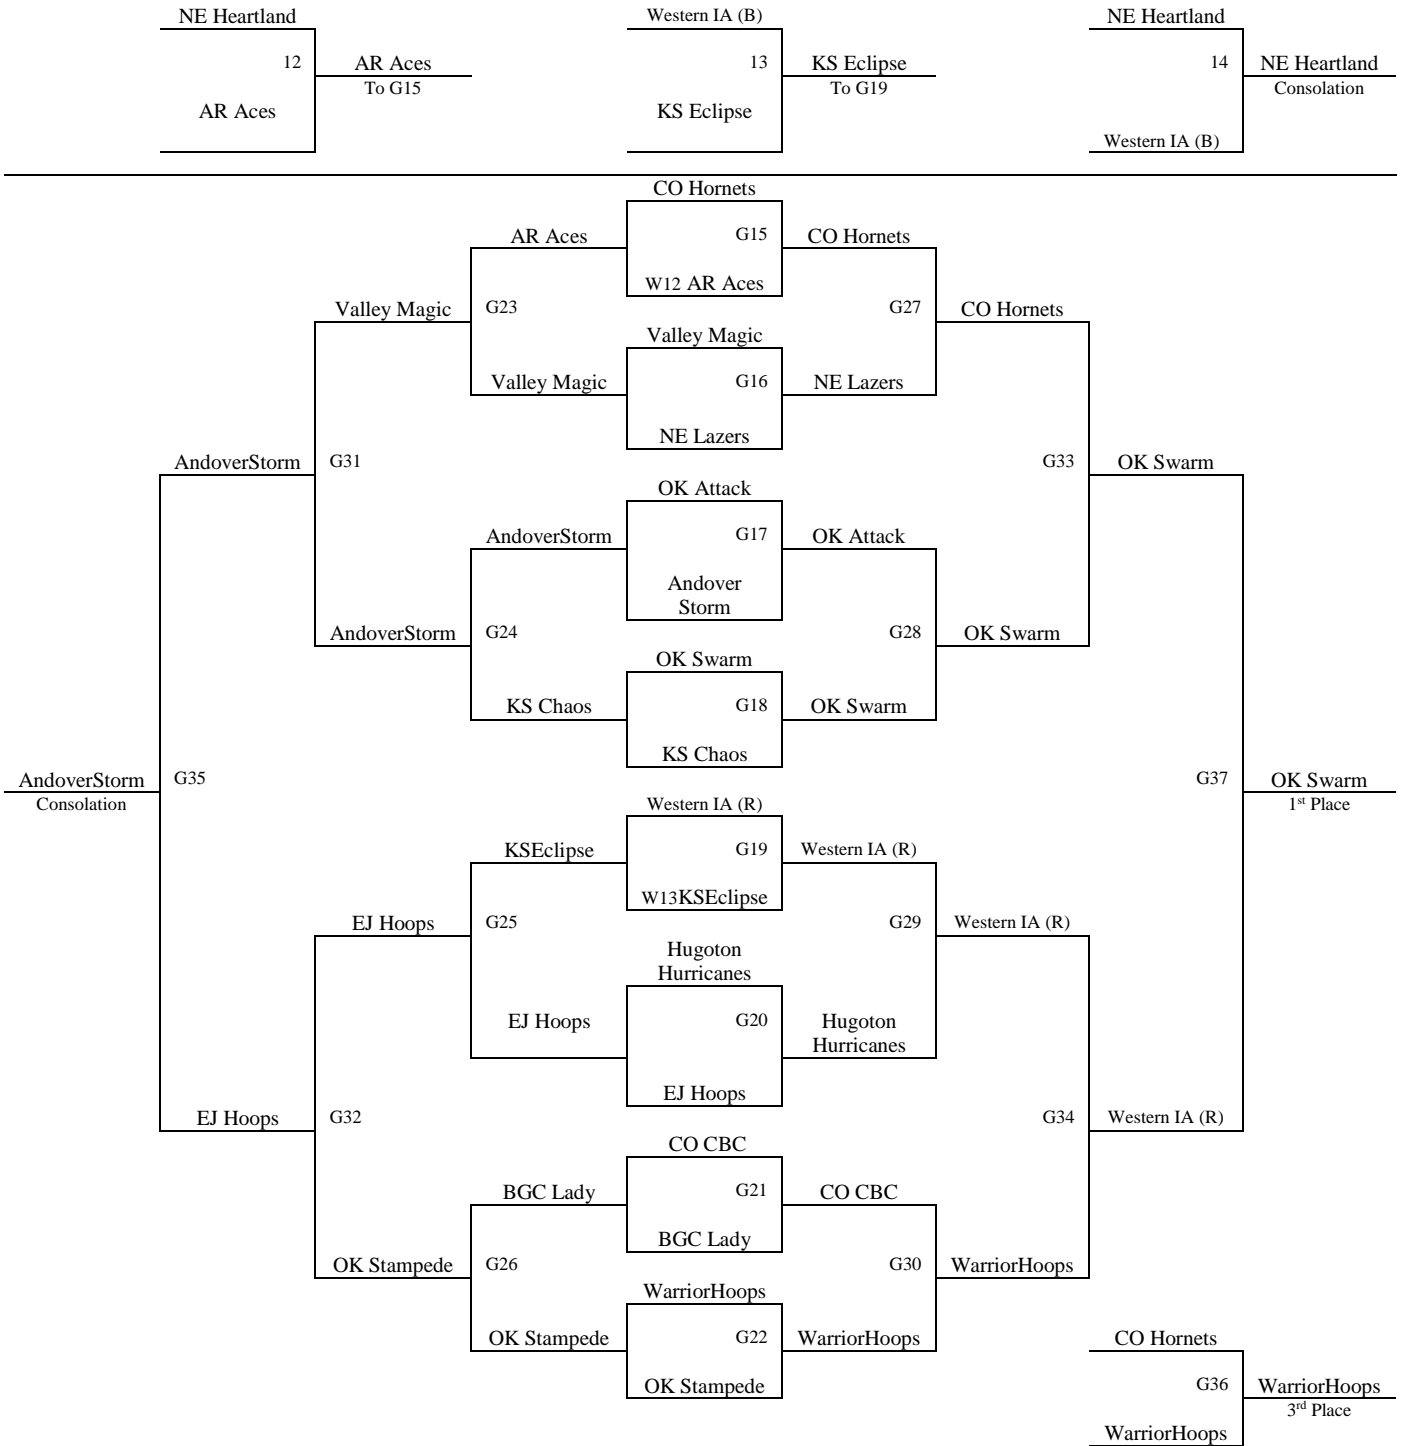 NE Heartland
Western IA (B)
NE Heartland
12
AR Aces
13
KS Eclipse
14
NE Heartland
To G15
To G19
Consolation
AR Aces
KS Eclipse
Western IA (B)
CO Hornets
AR Aces
G15
CO Hornets
W12 AR Aces
Valley Magic
G23
G27
CO Hornets
Valley Magic
Valley Magic
G16
NE Lazers
NE Lazers
AndoverStorm
G31
G33
OK Swarm
OK Attack
AndoverStorm
G17
OK Attack
Andover
Storm
AndoverStorm
G24
G28
OK Swarm
OK Swarm
KS Chaos
G18
OK Swarm
KS Chaos
AndoverStorm
G35
G37
OK Swarm
Consolation
1st Place
Western IA (R)
KSEclipse
G19
Western IA (R)
W13KSEclipse
EJ Hoops
G25
G29
Western IA (R)
Hugoton
Hurricanes
EJ Hoops
G20
Hugoton
Hurricanes
EJ Hoops
EJ Hoops
G32
G34
Western IA (R)
CO CBC
BGC Lady
G21
CO CBC
BGC Lady
OK Stampede
G26
G30
WarriorHoops
WarriorHoops
OK Stampede
G22
WarriorHoops
CO Hornets
OK Stampede
G36
WarriorHoops
3rd Place
WarriorHoops